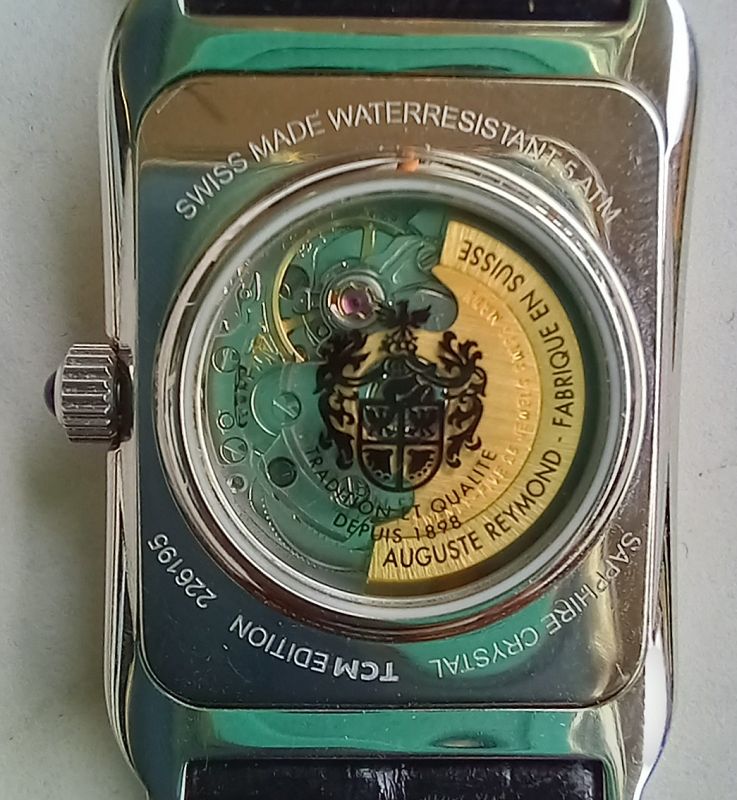 SWISS MADE WATERRESISTANT 5 ATM
SAPPHIRE CRYSTAL
TCM EDITION
226195
AUGUSTE REYMOND - FABRIQUE EN SUISSE
TRADITION ET QUALITE
DEPUIS 1898